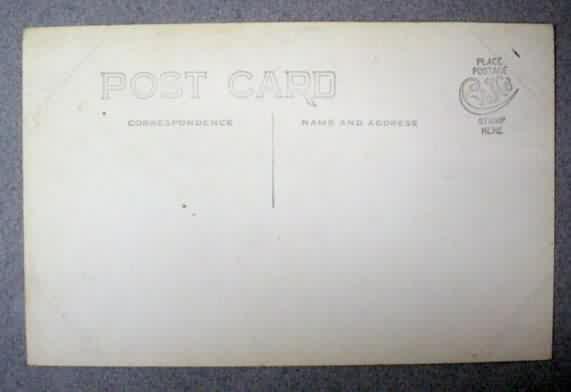 POST CARD
CORRESPONDENCE
NAME AND ADDRESS
PLACE
POSTAGE
STAMP
HERE